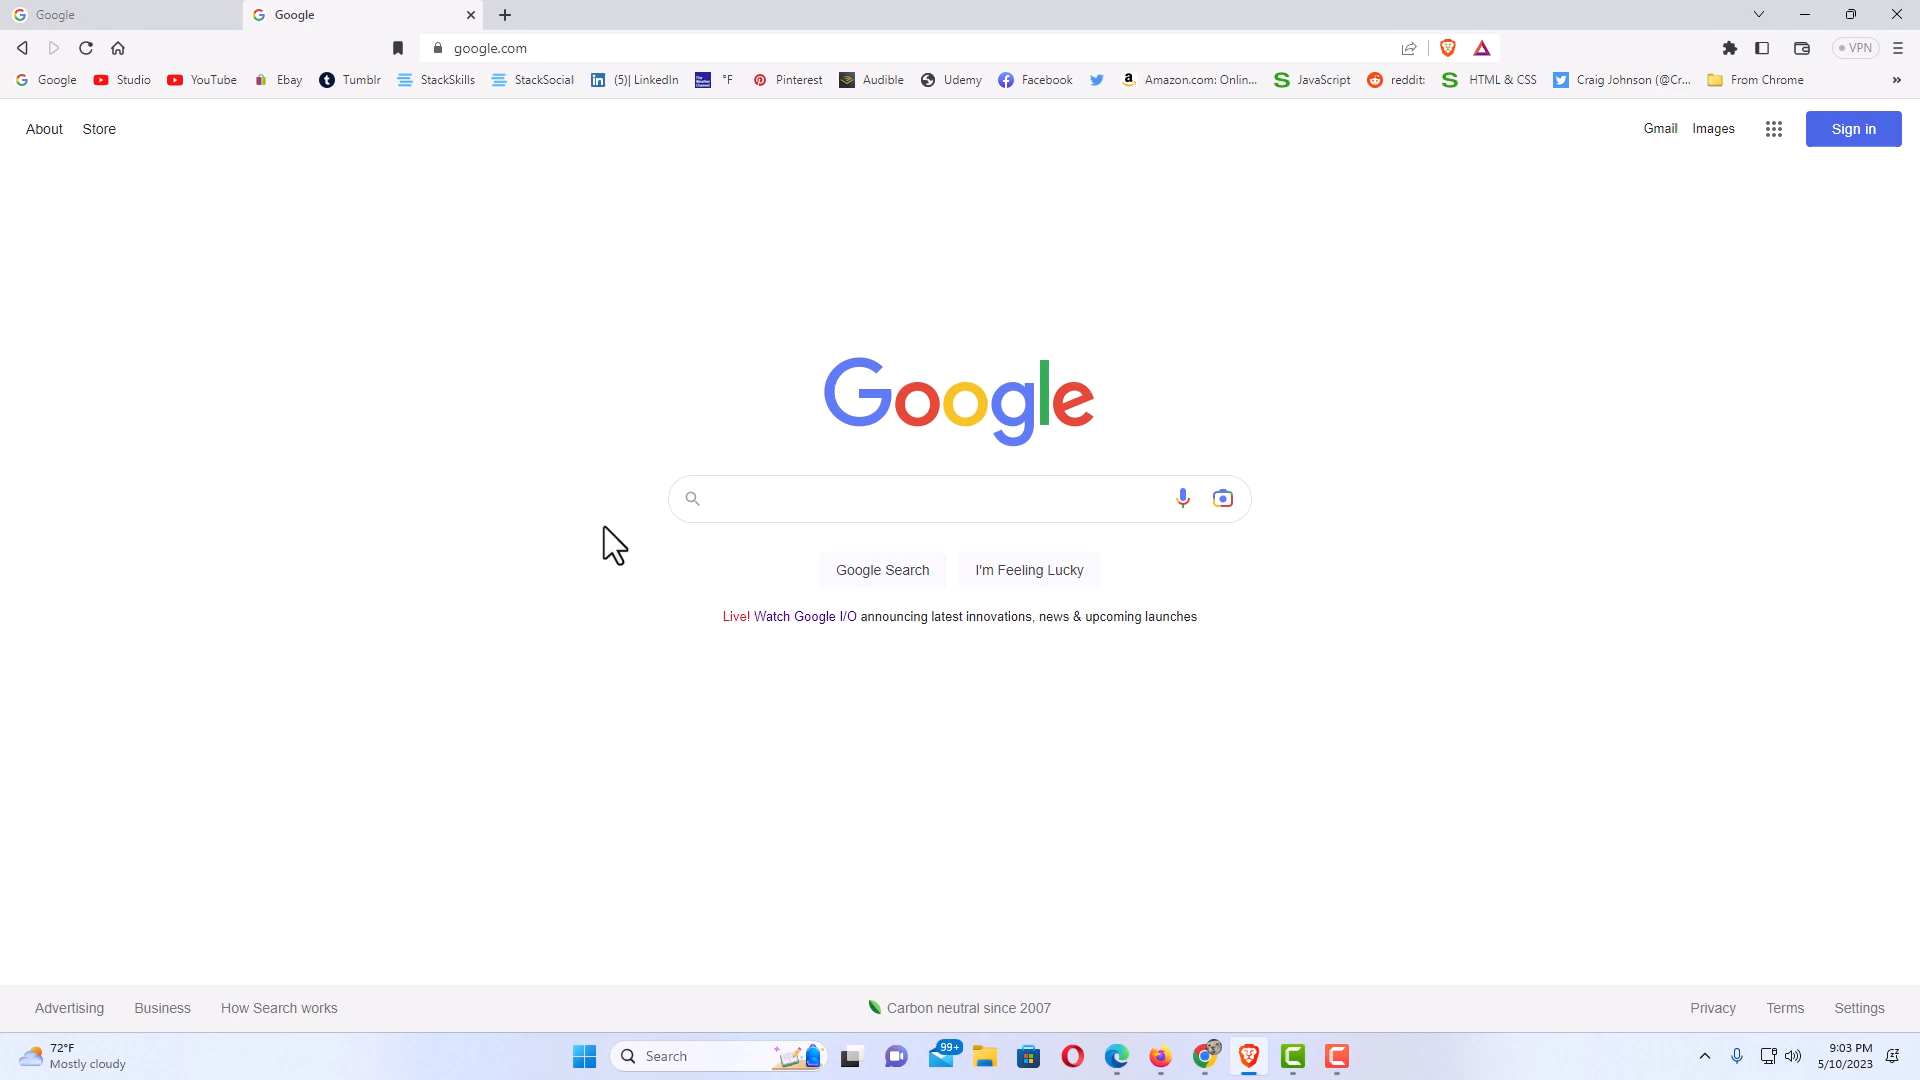 Google
Google
google.com
VPN
Google Studio YouTube Ebay Tumblr StackSkills StackSocial (5)| LinkedIn °F Pinterest Audible Udemy Facebook Amazon.com: Onlin... JavaScript reddit: HTML & CSS Craig Johnson (@Cr... From Chrome »
About Store
Gmail Images Sign in
Google
Google Search I'm Feeling Lucky
Live! Watch Google I/O announcing latest innovations, news & upcoming launches
Advertising Business How Search works
Carbon neutral since 2007
Privacy Terms Settings
72°F
Mostly cloudy
Search
99+
9:03 PM
5/10/2023